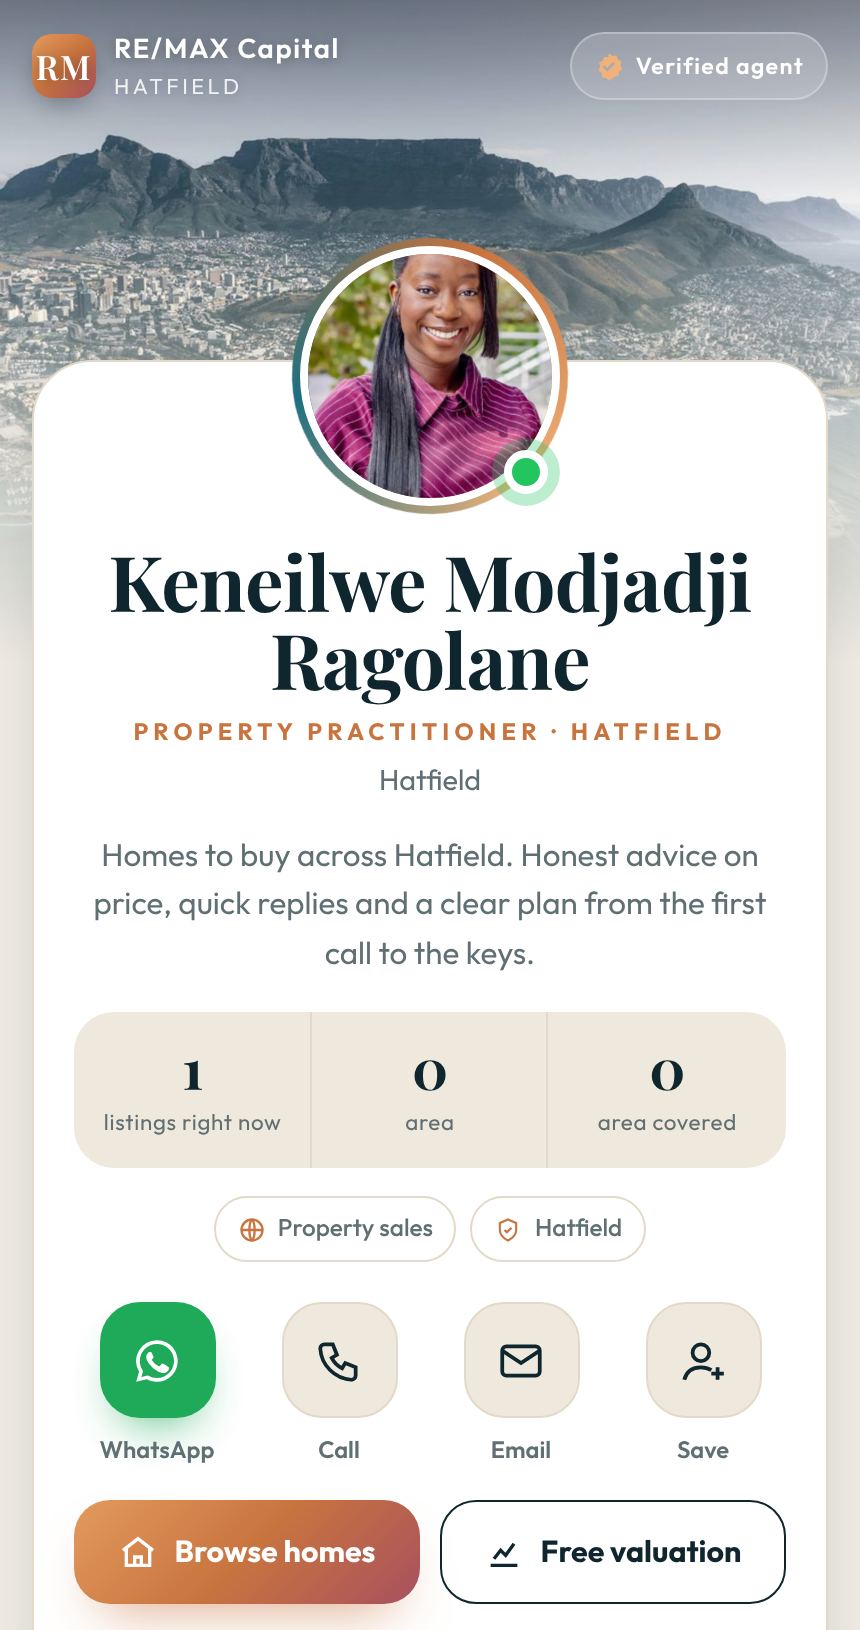 RM
RE/MAX Capital
HATFIELD
Verified agent
Keneilwe Modjadji
Ragolane
PROPERTY PRACTITIONER · HATFIELD
Hatfield
Homes to buy across Hatfield. Honest advice on
price, quick replies and a clear plan from the first
call to the keys.
1
listings right now
0
area
0
area covered
Property sales
Hatfield
WhatsApp
Call
Email
Save
Browse homes
Free valuation